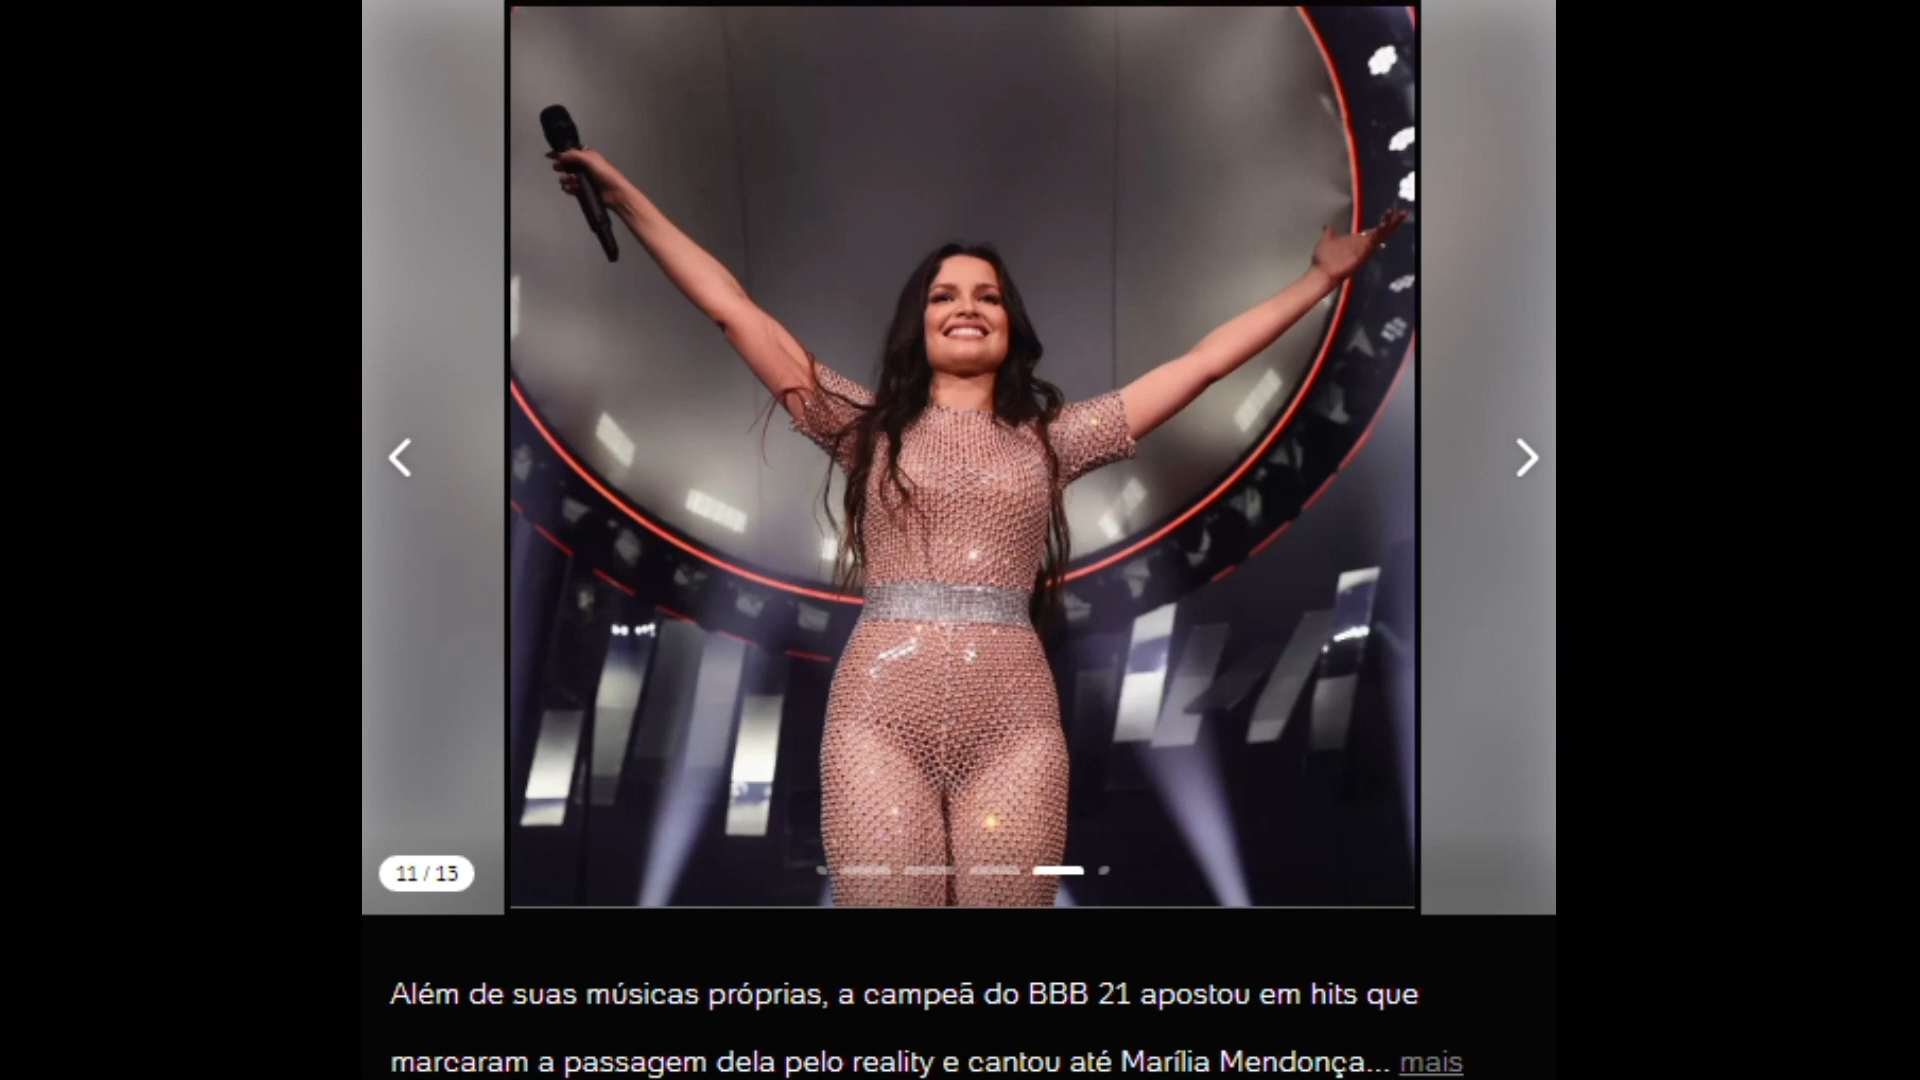 11 / 13
Além de suas músicas próprias, a campeã do BBB 21 apostou em hits que
marcaram a passagem dela pelo reality e cantou até Marília Mendonça... mais